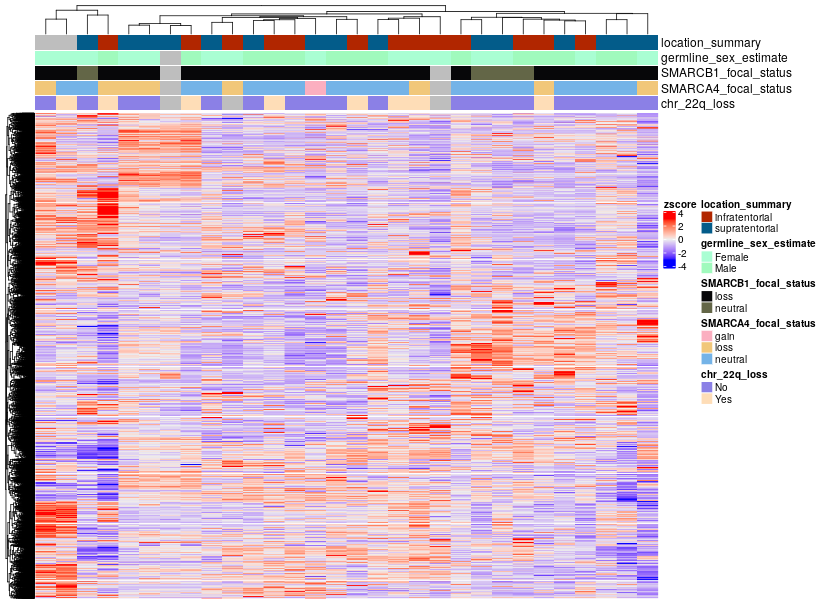 location_summary
germline_sex_estimate
SMARCB1_focal_status
SMARCA4_focal_status
chr_22q_loss
zscore
4
2
0
-2
-4
location_summary
infratentorial
supratentorial
germline_sex_estimate
Female
Male
SMARCB1_focal_status
loss
neutral
SMARCA4_focal_status
gain
loss
neutral
chr_22q_loss
No
Yes